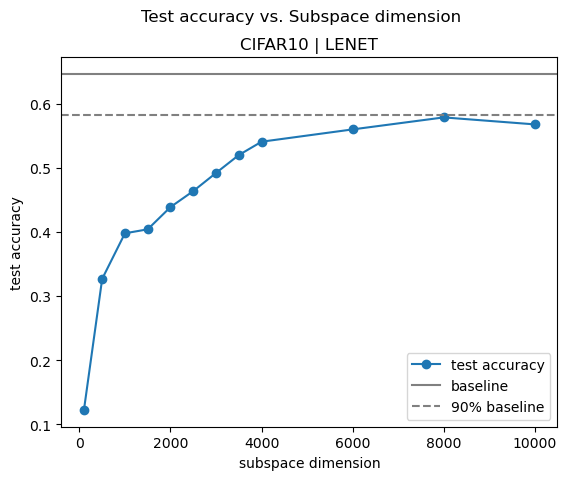 Test accuracy vs. Subspace dimension
CIFAR10 | LENET
test accuracy
0.6
0.5
0.4
0.3
0.2
0.1
test accuracy
baseline
90% baseline
0 2000 4000 6000 8000 10000
subspace dimension